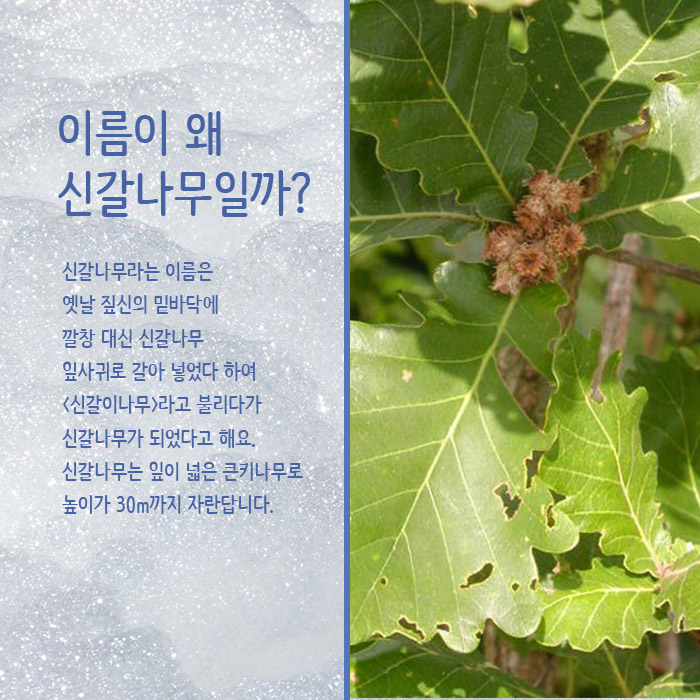 이름이 왜
신갈나무일까?
신갈나무라는 이름은
옛날 짚신의 밑바닥에
깔창 대신 신갈나무
잎사귀로 갈아 넣었다 하여
<신갈이나무>라고 불리다가
신갈나무가 되었다고 해요.
신갈나무는 잎이 넓은 큰키나무로
높이가 30m까지 자란답니다.